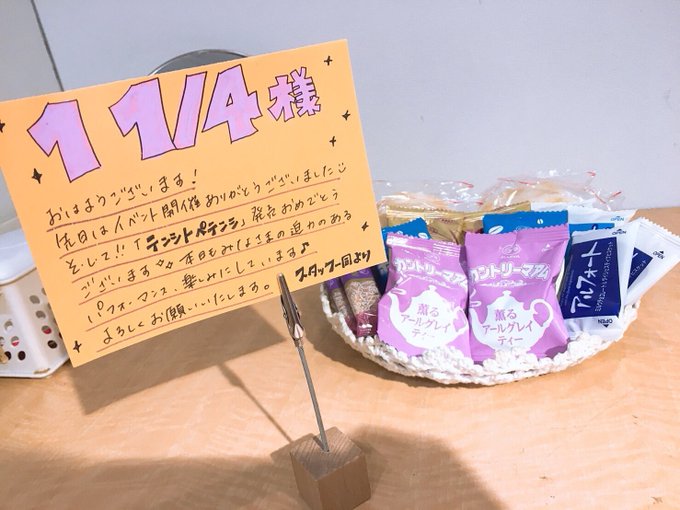 11/4様
おはようございます!
先日はイベント開催ありがとうございました
そして!!「テンシトペテンシ」発売おめでとう
ございます 本日もみなさまの迫力のある
パフォーマンス、楽しみにしています♪
よろしくお願いいたします。
スタッフ一同より
カントリーマアム
薫る
アールグレイ
ティー
カントリーマアム
薫る
アールグレイ
ティー
アルフォート
OPEN
OPEN